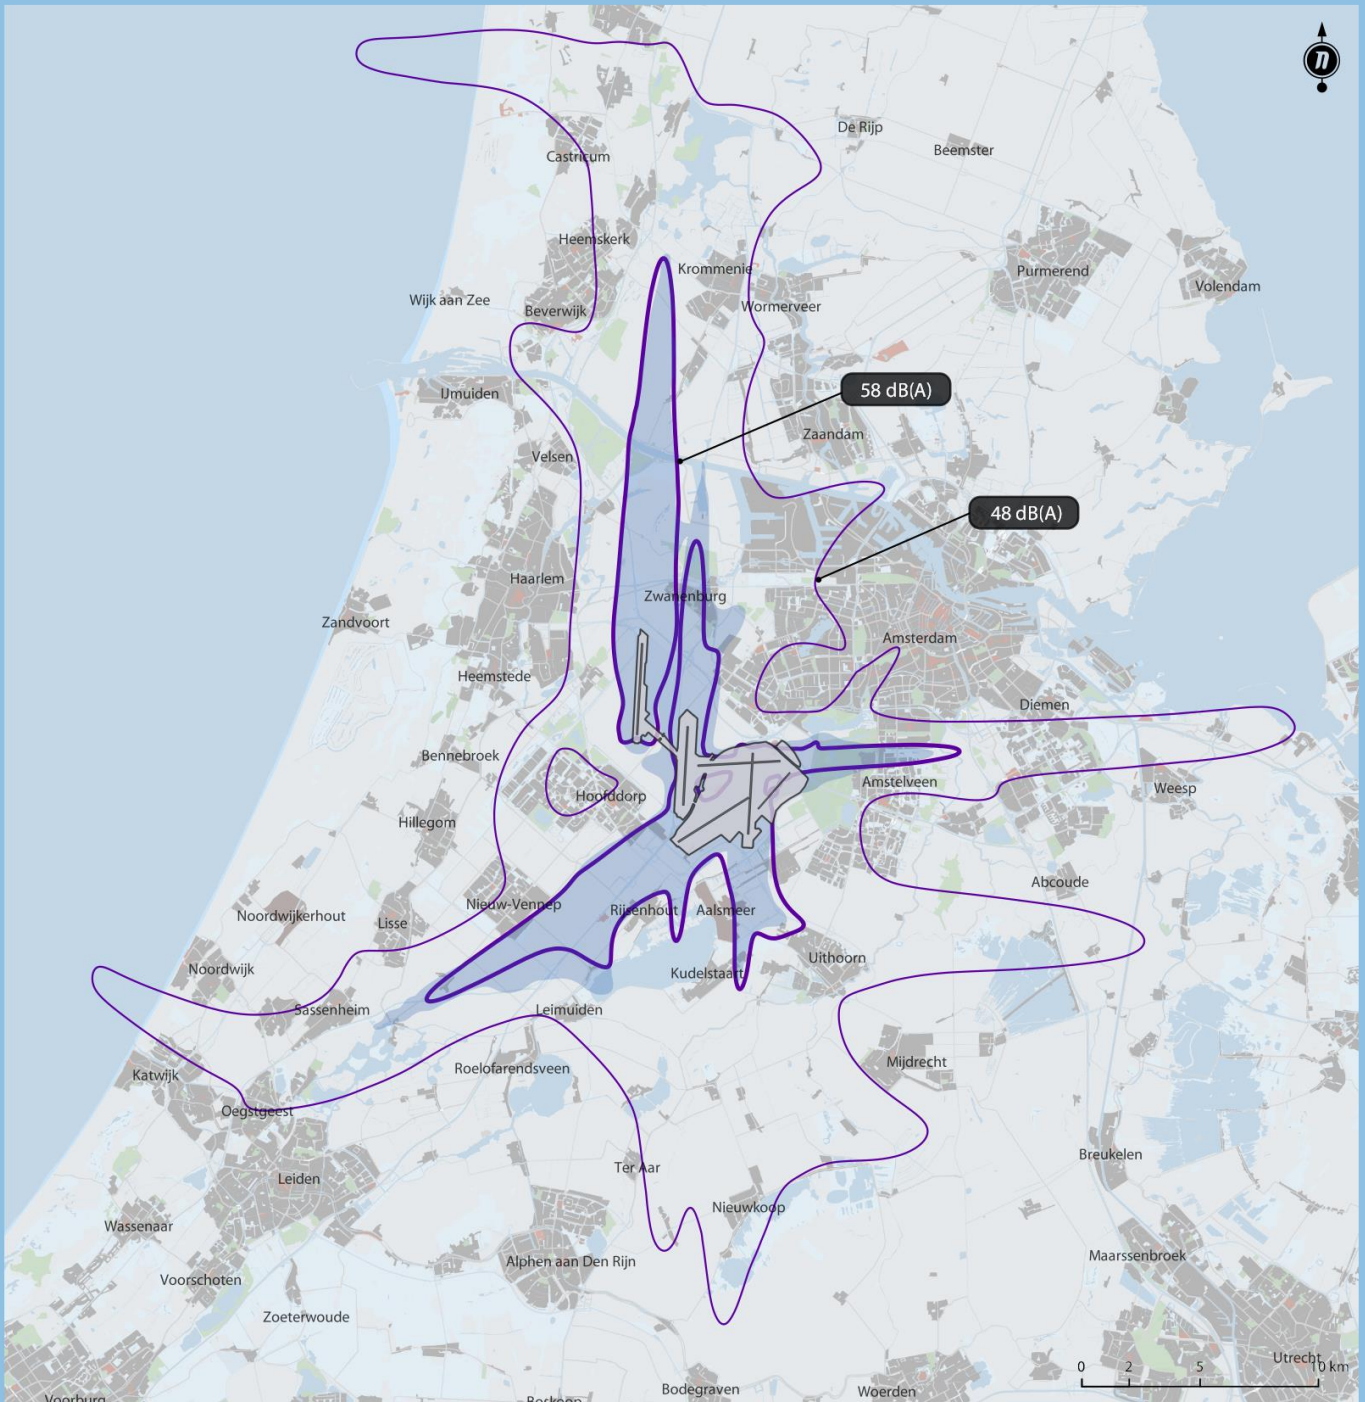 n
De Rijp
Beemster
Castricum
Heemskerk
Krommenie
Purmerend
Volendam
Wijk aan Zee
Beverwijk
Wormerveer
58 dB(A)
IJmuiden
Zaandam
Velsen
48 dB(A)
Haarlem
Zwanenburg
Zandvoort
Amsterdam
Heemstede
Diemen
Bennebroek
Amstelveen
Weesp
Hoofddorp
Hillegom
Abcoude
Nieuw-Vennep
Rijsenhout
Aalsmeer
Noordwijkerhout
Lisse
Uithoorn
Noordwijk
Kudelstaart
Sassenheim
Leimuiden
Mijdrecht
Katwijk
Roelofarendsveen
Oegstgeest
Breukelen
Ter Aar
Leiden
Nieuwkoop
Wassenaar
Maarssenbroek
Alphen aan Den Rijn
Voorschoten
Zoeterwoude
Utrecht
0 2 5 10 km
Bodegraven
Woerden
Voorburg
Boskoop